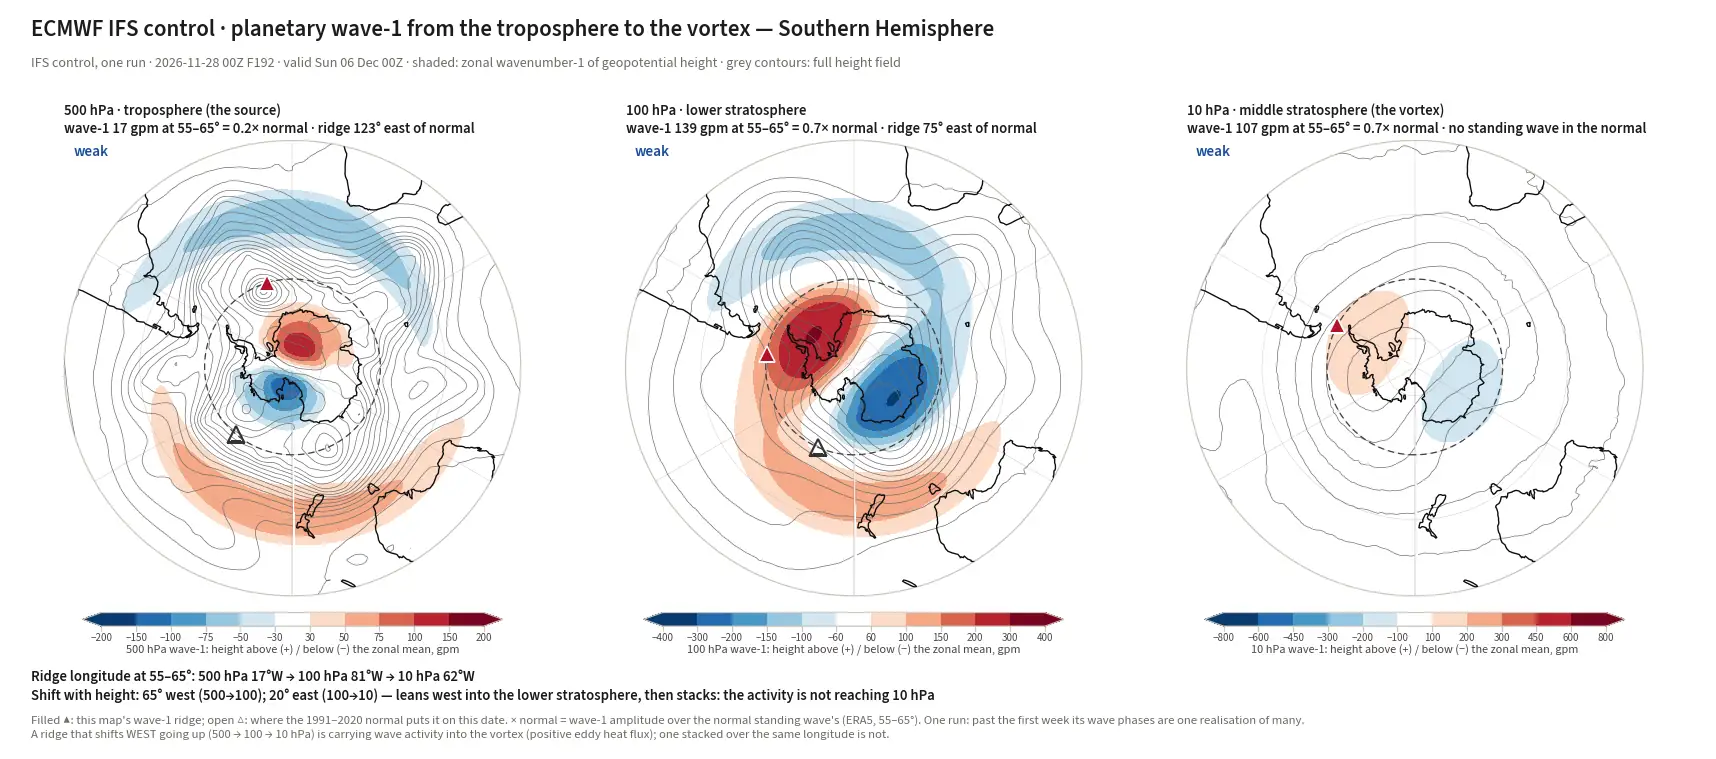 ECMWF IFS control · planetary wave-1 from the troposphere to the vortex — Southern Hemisphere
IFS control, one run · 2026-11-28 00Z F192 · valid Sun 06 Dec 00Z · shaded: zonal wavenumber-1 of geopotential height · grey contours: full height field
500 hPa · troposphere (the source)
wave-1 17 gpm at 55–65° = 0.2× normal · ridge 123° east of normal
weak
100 hPa · lower stratosphere
wave-1 139 gpm at 55–65° = 0.7× normal · ridge 75° east of normal
weak
10 hPa · middle stratosphere (the vortex)
wave-1 107 gpm at 55–65° = 0.7× normal · no standing wave in the normal
weak
−200 −150 −100 −75 −50 −30 30 50 75 100 150 200
500 hPa wave-1: height above (+) / below (−) the zonal mean, gpm
−400 −300 −200 −150 −100 −60 60 100 150 200 300 400
100 hPa wave-1: height above (+) / below (−) the zonal mean, gpm
−800 −600 −450 −300 −200 −100 100 200 300 450 600 800
10 hPa wave-1: height above (+) / below (−) the zonal mean, gpm
Ridge longitude at 55–65°: 500 hPa 17°W → 100 hPa 81°W → 10 hPa 62°W
Shift with height: 65° west (500→100); 20° east (100→10) — leans west into the lower stratosphere, then stacks: the activity is not reaching 10 hPa
Filled ▲: this map's wave-1 ridge; open △: where the 1991–2020 normal puts it on this date. × normal = wave-1 amplitude over the normal standing wave's (ERA5, 55–65°). One run: past the first week its wave phases are one realisation of many.
A ridge that shifts WEST going up (500 → 100 → 10 hPa) is carrying wave activity into the vortex (positive eddy heat flux); one stacked over the same longitude is not.